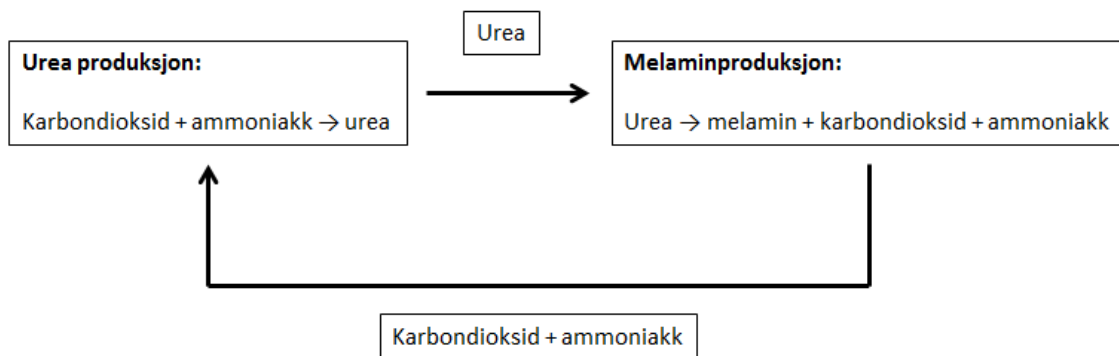 Urea
Urea produksjon:
Karbondioksid + ammoniakk → urea
Melaminproduksjon:
Urea → melamin + karbondioksid + ammoniakk
Karbondioksid + ammoniakk